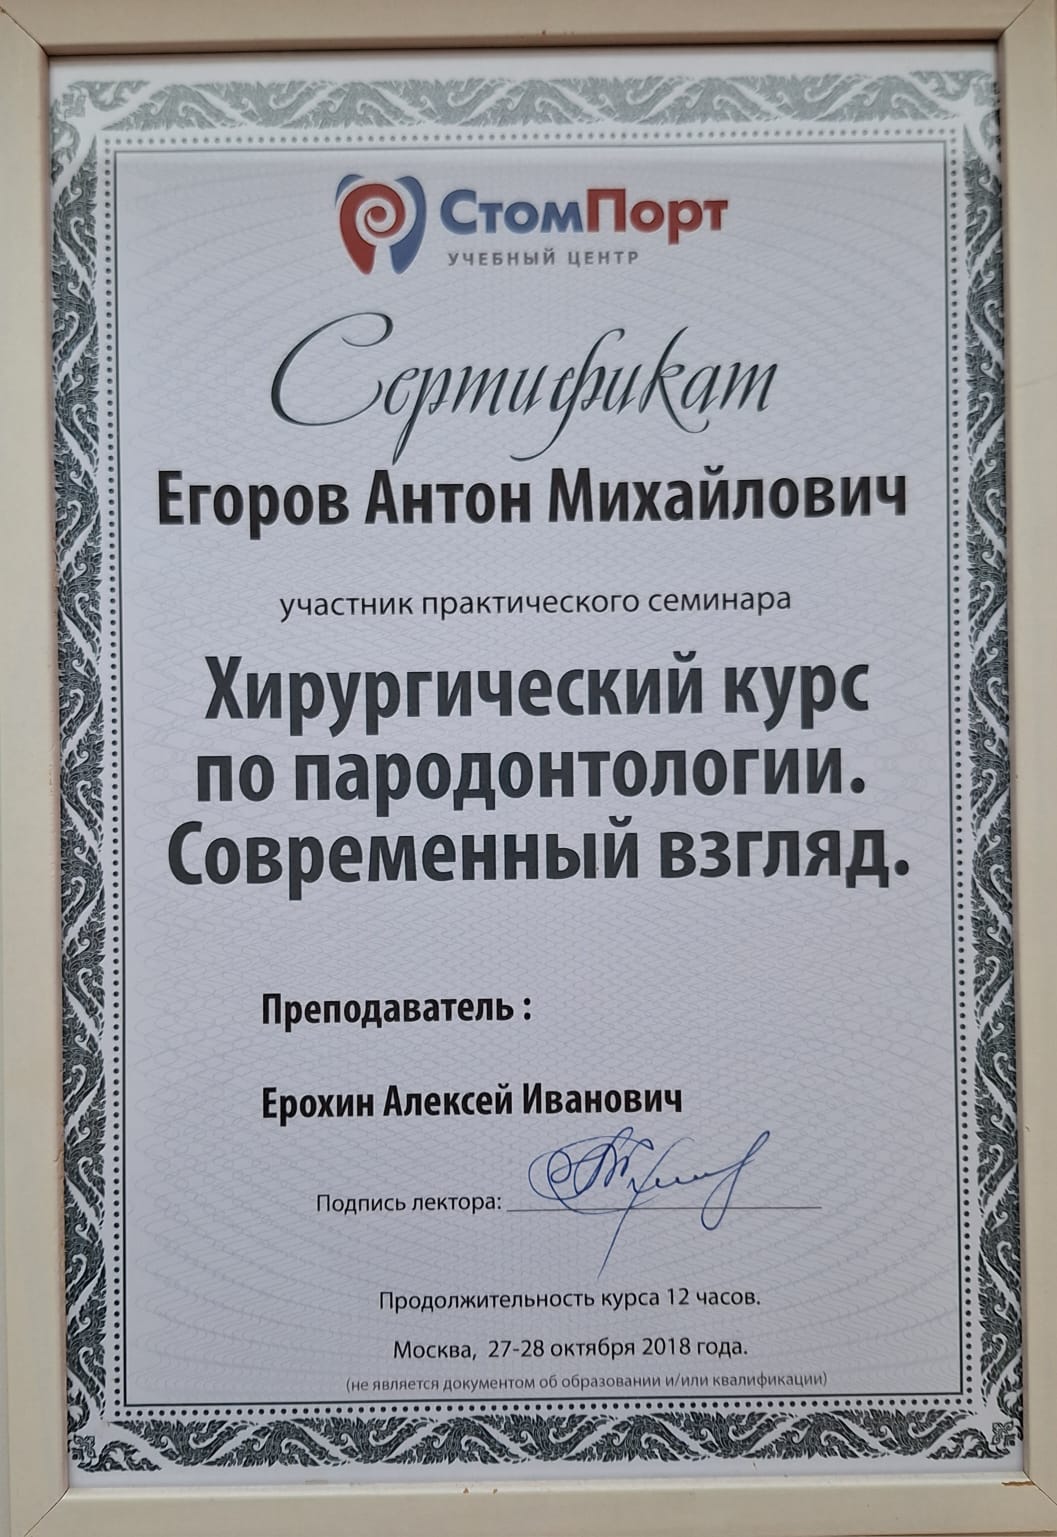 СтомПорт
УЧЕБНЫЙ ЦЕНТР
Сертификат
Егоров Антон Михайлович
участник практического семинара
Хирургический курс
по пародонтологии.
Современный взгляд.
Преподаватель :
Ерохин Алексей Иванович
Подпись лектора:
Продолжительность курса 12 часов.
Москва, 27-28 октября 2018 года.
(не является документом об образовании и/или квалификации)